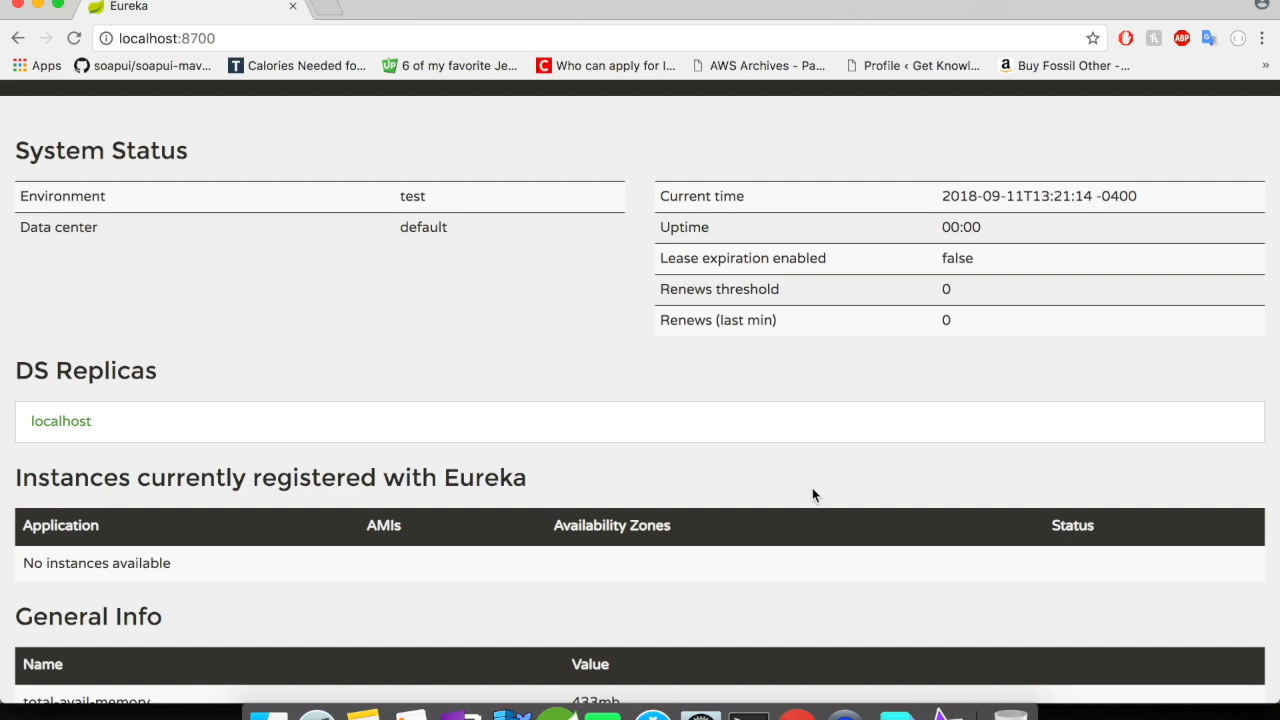 Eureka
localhost:8700
Apps soapui/soapui-mav... Calories Needed fo... 6 of my favorite Je... Who can apply for I... AWS Archives - Pa... Profile ‹ Get Knowl... Buy Fossil Other -... »
System Status
Environment test
Data center default
Current time 2018-09-11T13:21:14 -0400
Uptime 00:00
Lease expiration enabled false
Renews threshold 0
Renews (last min) 0
DS Replicas
localhost
Instances currently registered with Eureka
Application AMIs Availability Zones Status
No instances available
General Info
Name Value
total-avail-memory 433mb